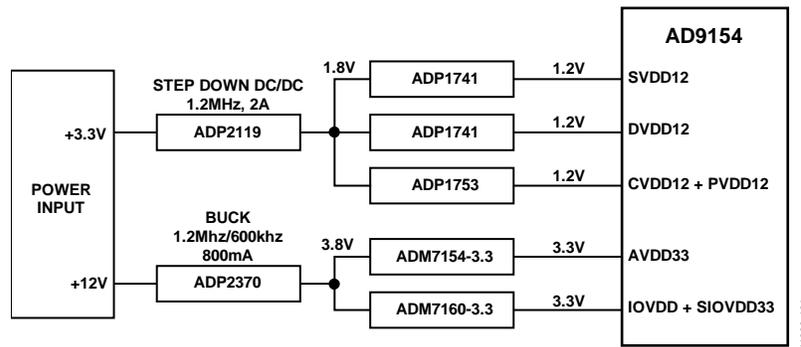 AD9154
STEP DOWN DC/DC
1.2MHz, 2A
1.8V
ADP1741
1.2V
SVDD12
+3.3V
ADP2119
ADP1741
1.2V
DVDD12
ADP1753
1.2V
CVDD12 + PVDD12
POWER
INPUT
BUCK
1.2Mhz/600khz
800mA
3.8V
ADM7154-3.3
3.3V
AVDD33
+12V
ADP2370
ADM7160-3.3
3.3V
IOVDD + SIOVDD33